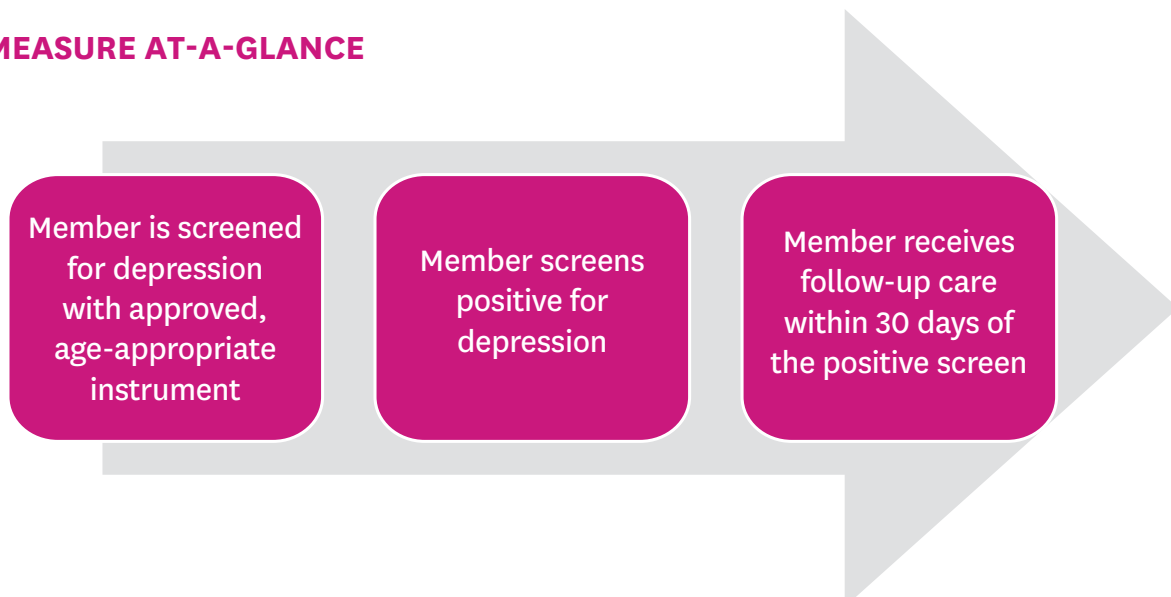 MEASURE AT-A-GLANCE
Member is screened
for depression
with approved,
age-appropriate
instrument
Member screens
positive for
depression
Member receives
follow-up care
within 30 days of
the positive screen